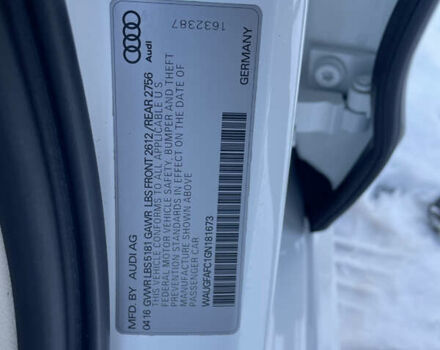 MFD. BY AUDI AG
04 16 GVWR LBS 5181 GAWR LBS FRONT 2612 / REAR 2756
THIS VEHICLE CONFORMS TO ALL APPLICABLE U S
FEDERAL MOTOR VEHICLE SAFETY, BUMPER AND THEFT
PREVENTION STANDARDS IN EFFECT ON THE DATE OF
MANUFACTURE SHOWN ABOVE
PASSENGER CAR
WAUGFAFC1GN181673
Audi
1632387
GERMANY